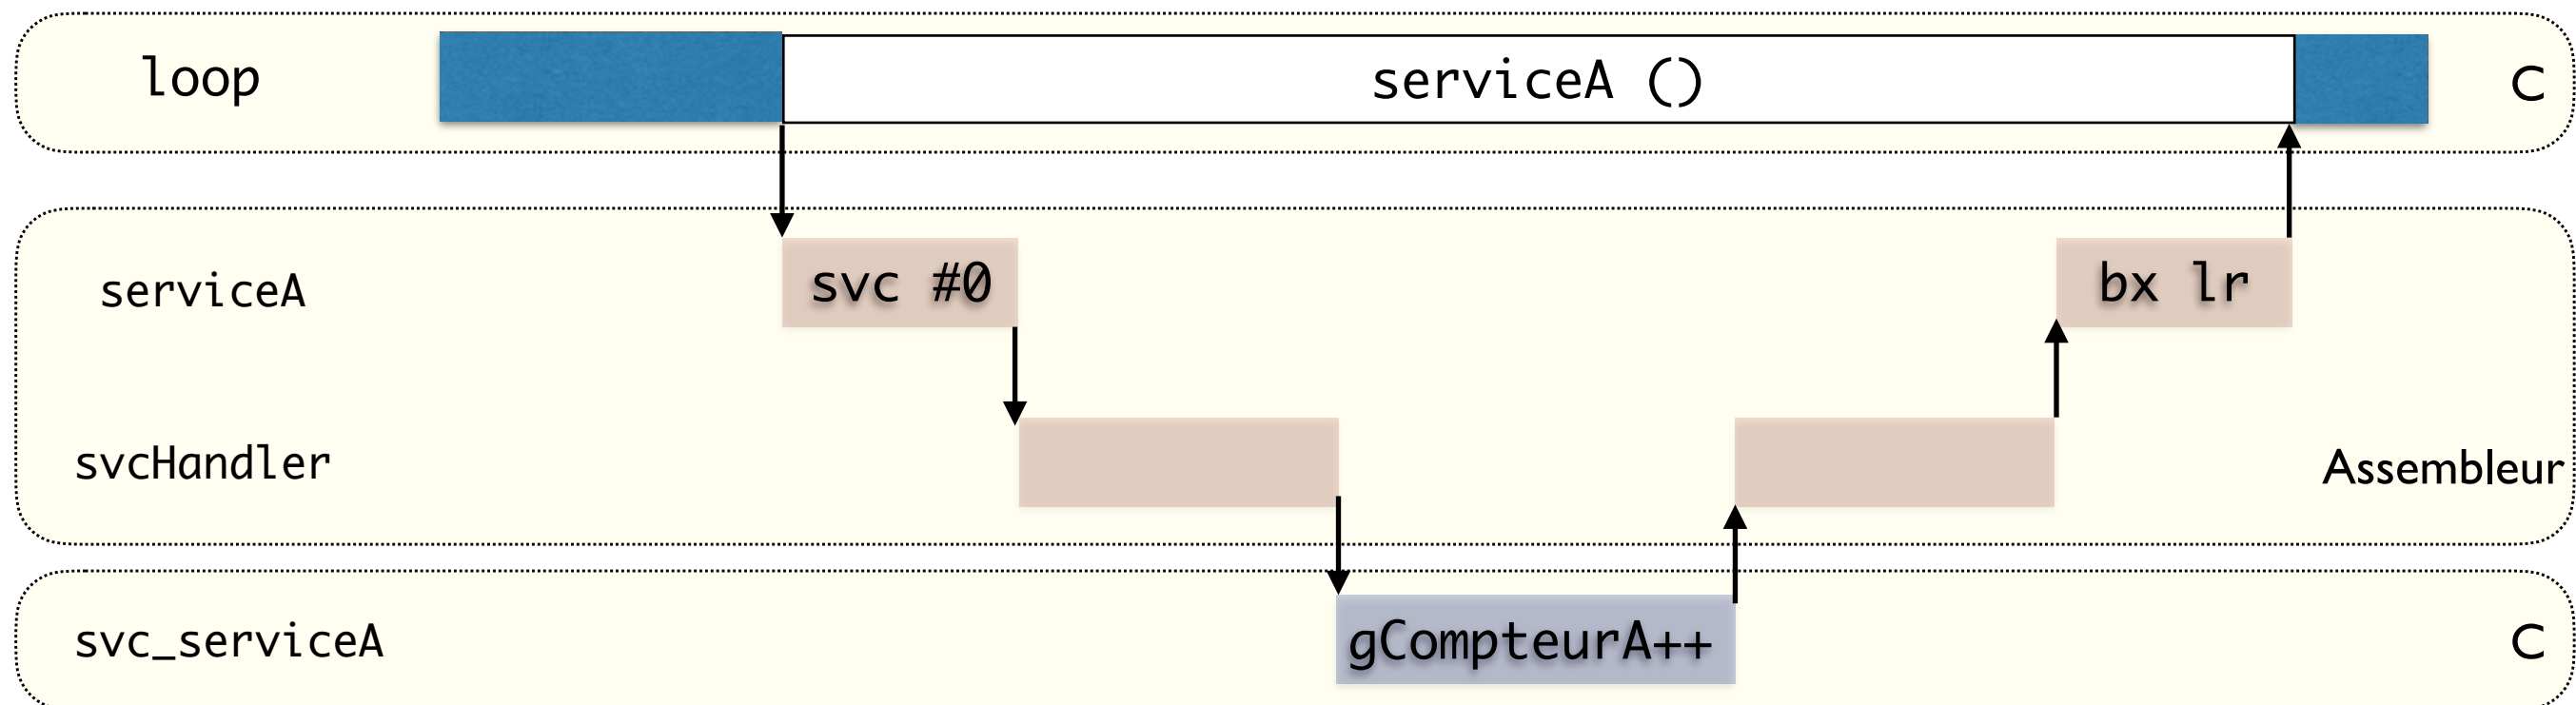 loop
serviceA ()
C
serviceA
svc #0
bx lr
svcHandler
Assembleur
svc_serviceA
gCompteurA++
C